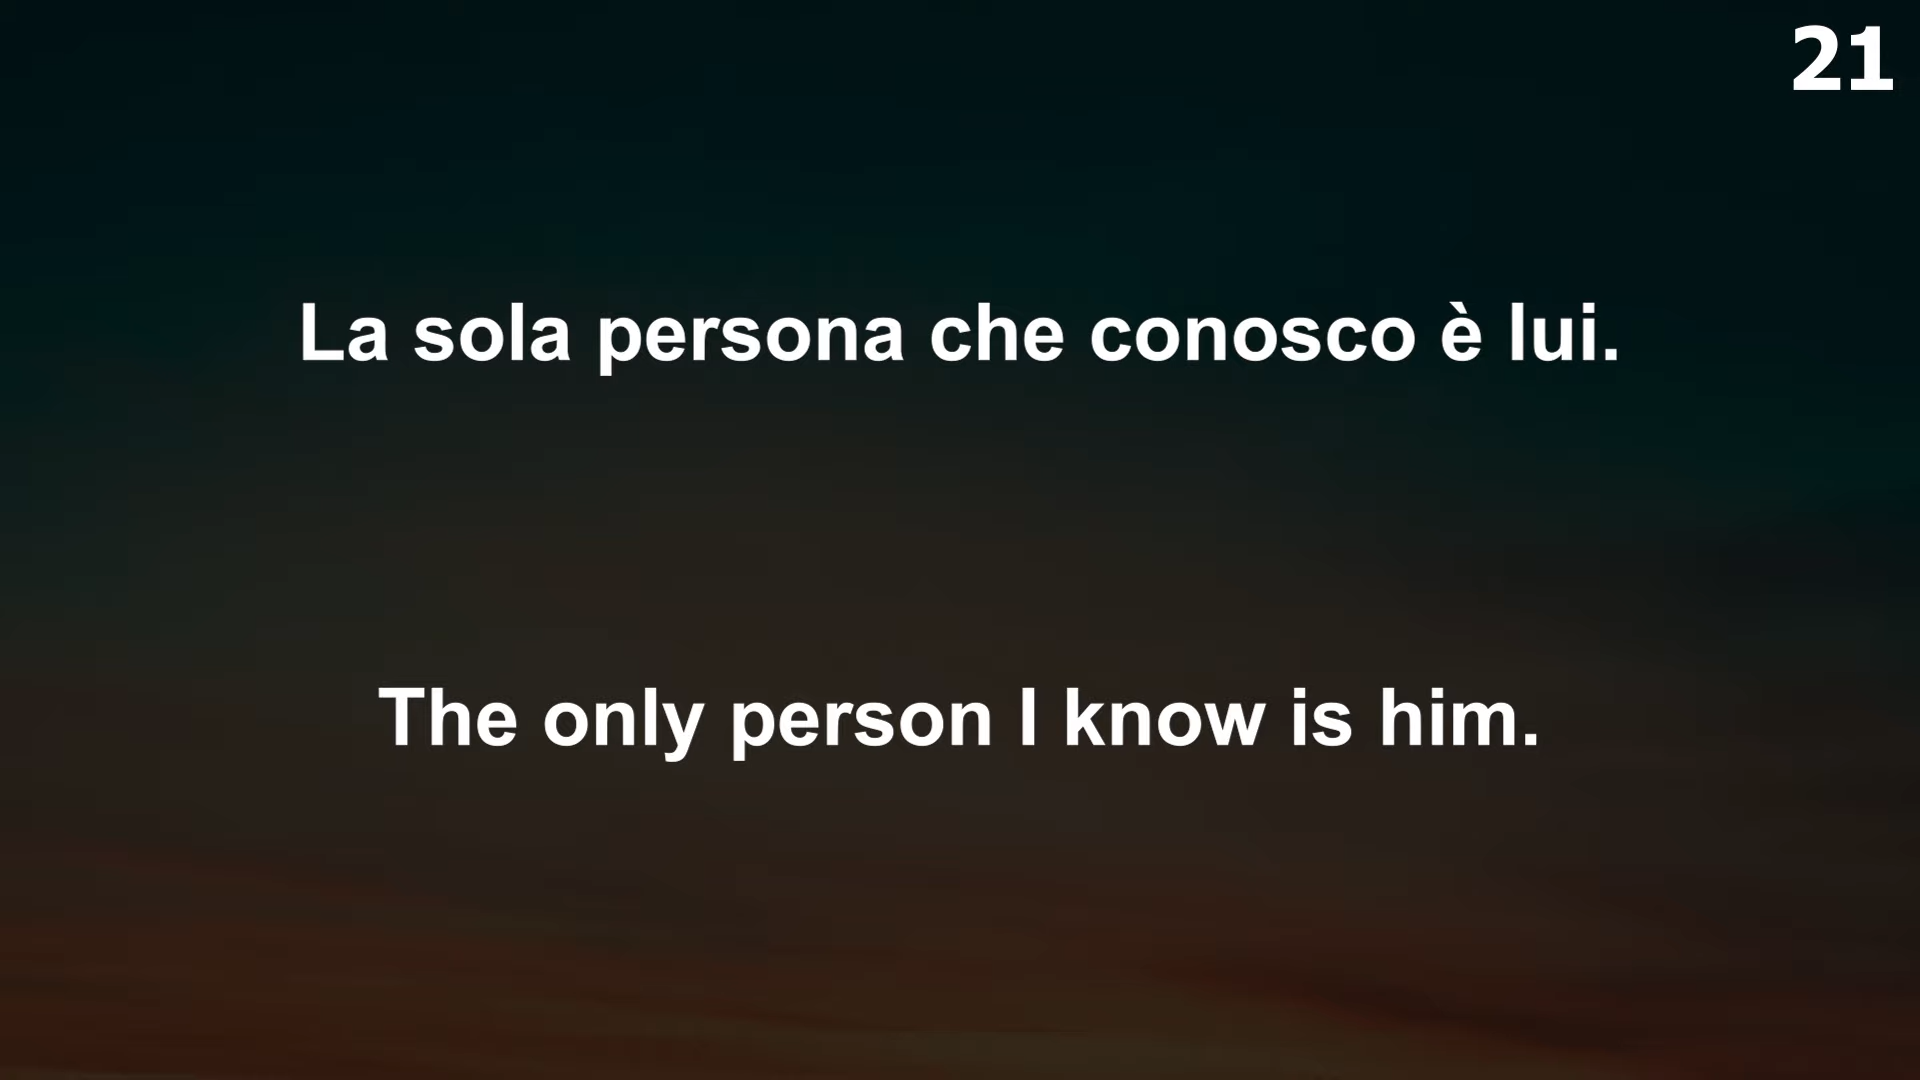 21
La sola persona che conosco è lui.
The only person I know is him.